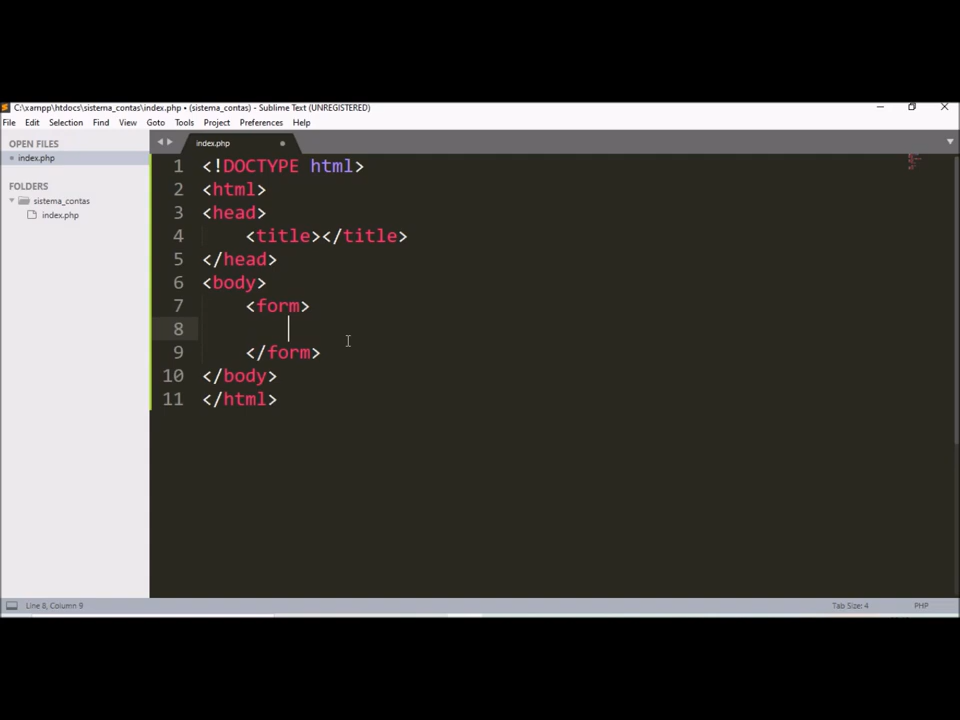 C:\xampp\htdocs\sistema_contas\index.php • (sistema_contas) - Sublime Text (UNREGISTERED)
File Edit Selection Find View Goto Tools Project Preferences Help
OPEN FILES
index.php
FOLDERS
sistema_contas
index.php
index.php
1 <!DOCTYPE html>
2 <html>
3 <head>
4 <title></title>
5 </head>
6 <body>
7 <form>
8
9 </form>
10 </body>
11 </html>
Line 8, Column 9 Tab Size: 4 PHP